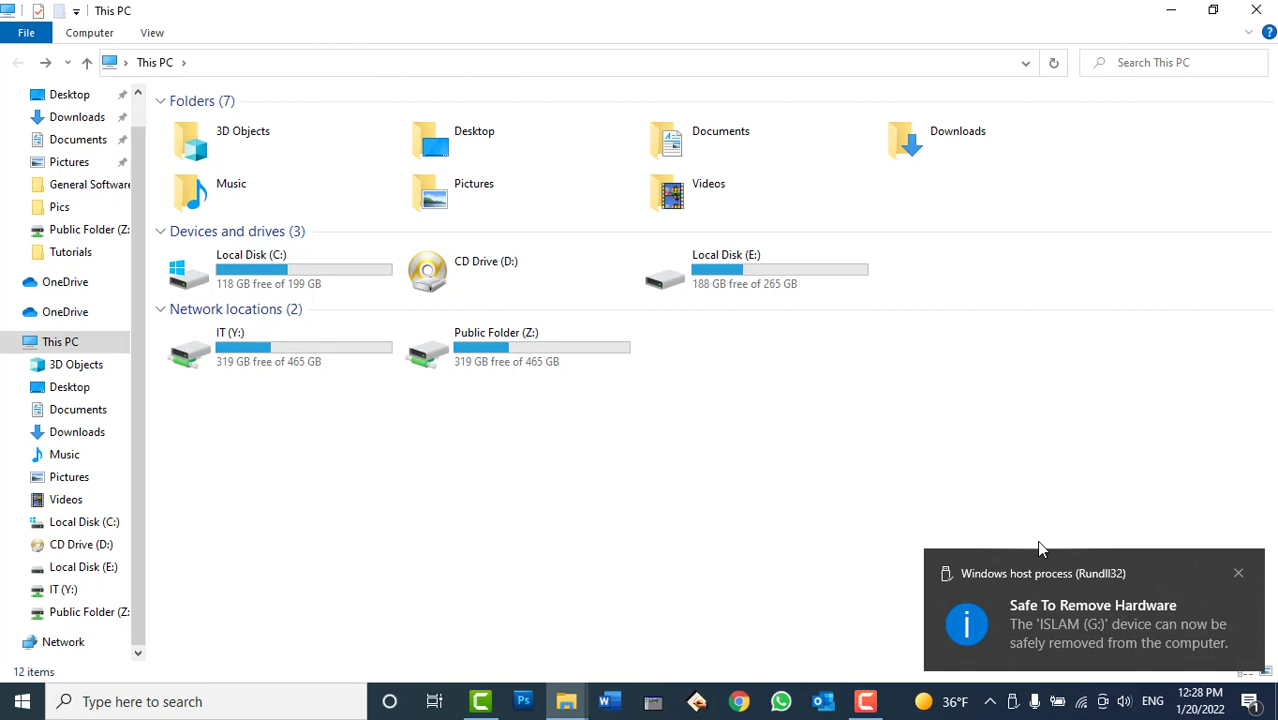 This PC
File
Computer
View
This PC
Search This PC
Desktop
Downloads
Documents
Pictures
General Software
Pics
Public Folder (Z:
Tutorials
OneDrive
OneDrive
This PC
3D Objects
Desktop
Documents
Downloads
Music
Pictures
Videos
Local Disk (C:)
CD Drive (D:)
Local Disk (E:)
IT (Y:)
Public Folder (Z:
Network
Folders (7)
3D Objects
Desktop
Documents
Downloads
Music
Pictures
Videos
Devices and drives (3)
Local Disk (C:)
118 GB free of 199 GB
CD Drive (D:)
Local Disk (E:)
188 GB free of 265 GB
Network locations (2)
IT (Y:)
319 GB free of 465 GB
Public Folder (Z:)
319 GB free of 465 GB
Windows host process (Rundll32)
Safe To Remove Hardware
The 'ISLAM (G:)' device can now be
safely removed from the computer.
12 items
Type here to search
36°F
ENG
12:28 PM
1/20/2022
1